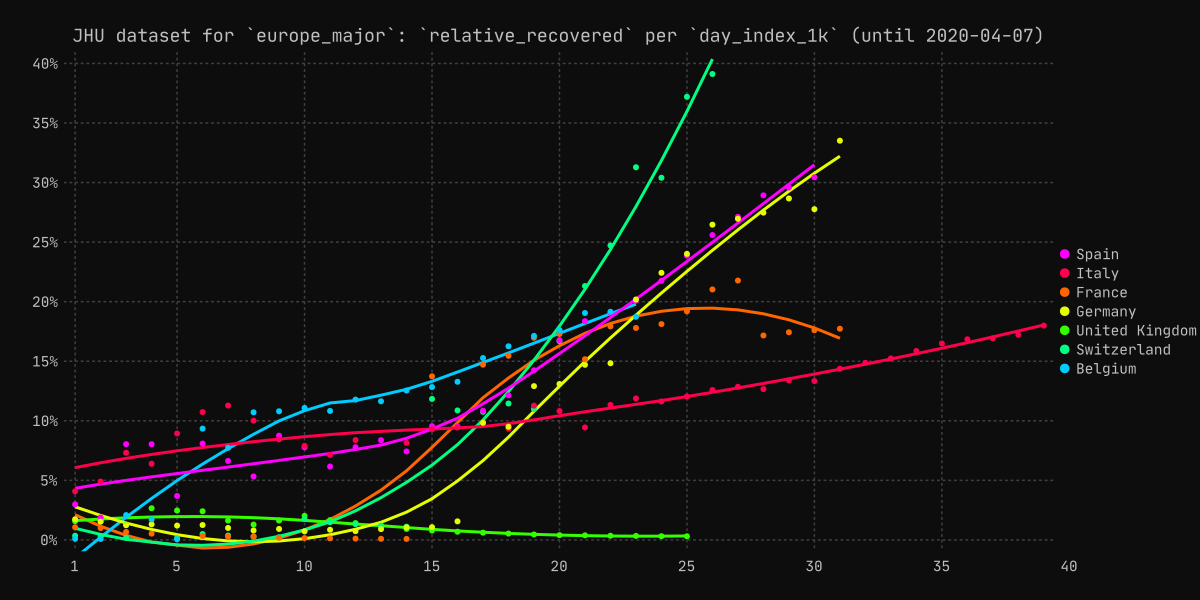 JHU dataset for `europe_major`: `relative_recovered` per `day_index_1k` (until 2020-04-07)
40%
35%
30%
25%
20%
15%
10%
5%
0%
1 5 10 15 20 25 30 35 40
Spain
Italy
France
Germany
United Kingdom
Switzerland
Belgium